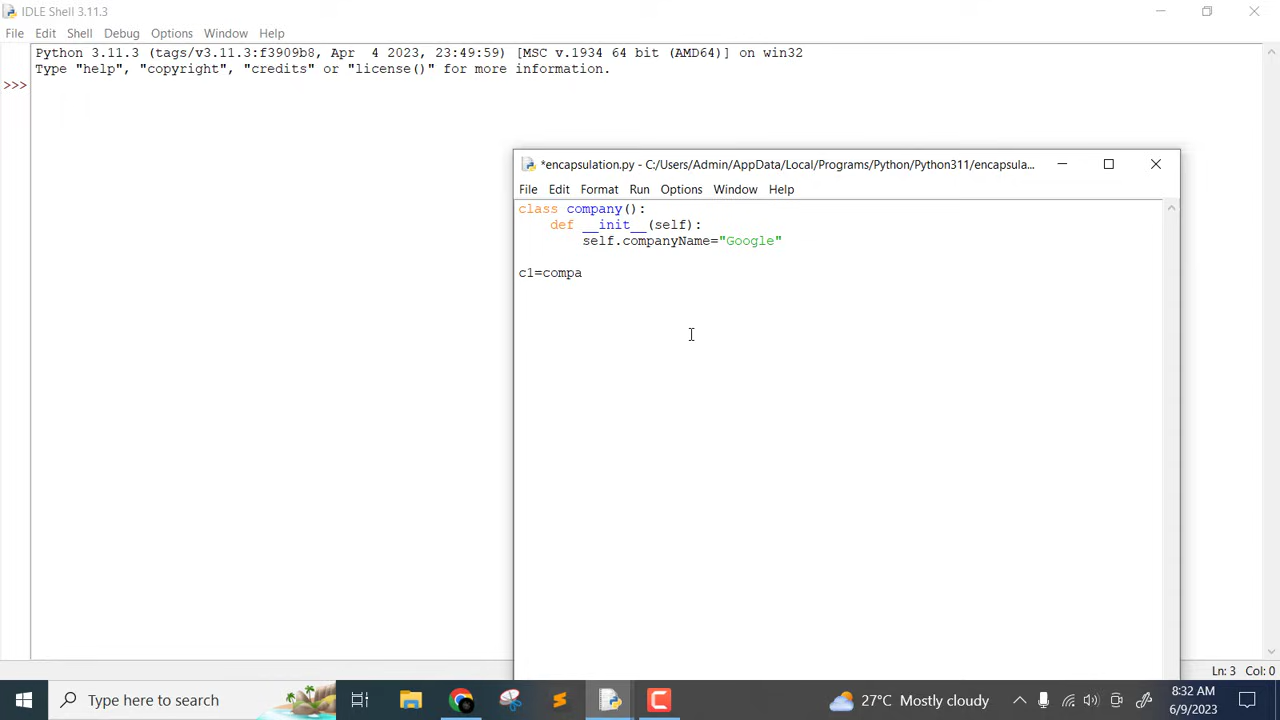 IDLE Shell 3.11.3
File Edit Shell Debug Options Window Help
Python 3.11.3 (tags/v3.11.3:f3909b8, Apr  4 2023, 23:49:59) [MSC v.1934 64 bit (AMD64)] on win32
Type "help", "copyright", "credits" or "license()" for more information.
>>>
*encapsulation.py - C:/Users/Admin/AppData/Local/Programs/Python/Python311/encapsula...
File Edit Format Run Options Window Help
class company():
    def __init__(self):
        self.companyName="Google"
c1=compa
Ln: 3 Col: 0
Type here to search
27°C Mostly cloudy
8:32 AM
6/9/2023